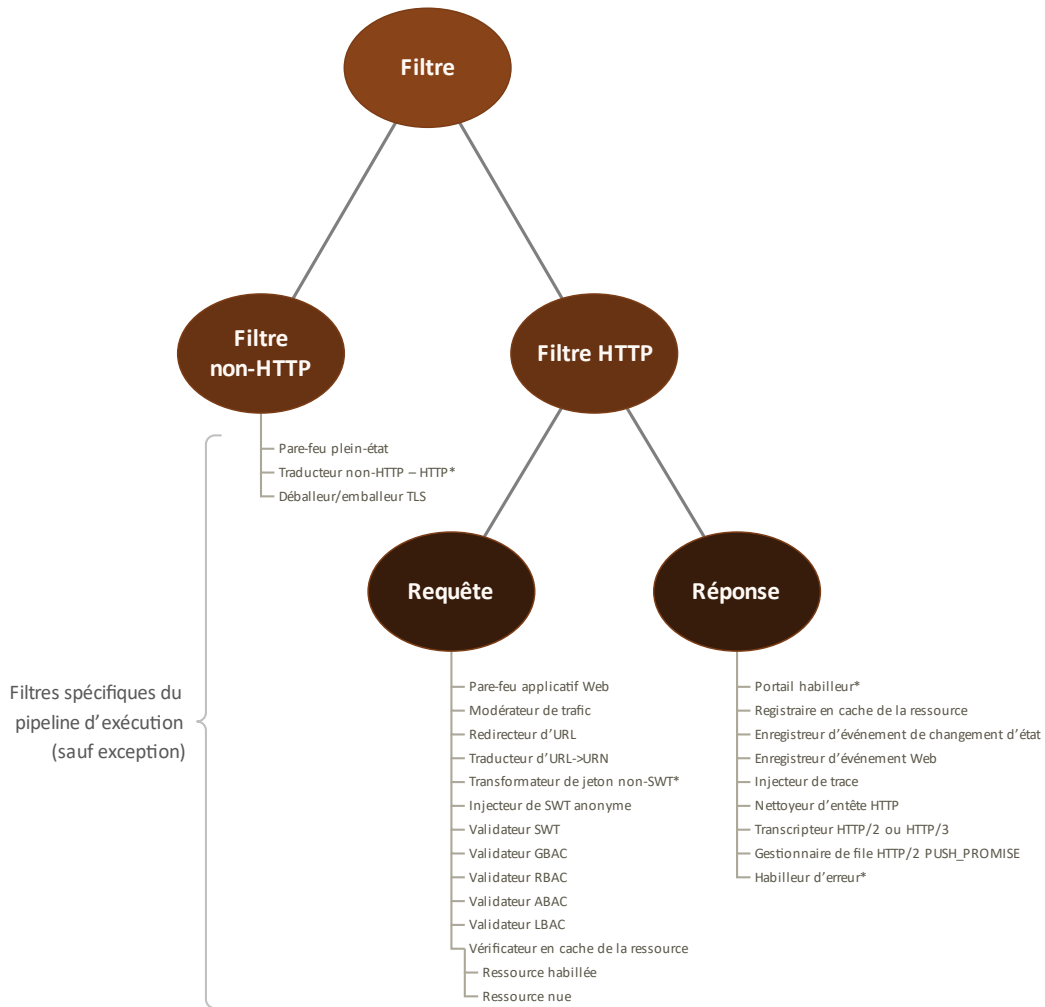 Filtre
Filtre
non-HTTP
Filtre HTTP
Pare-feu plein-état
Traducteur non-HTTP – HTTP*
Déballeur/emballeur TLS
Requête
Réponse
Filtres spécifiques du
pipeline d’exécution
(sauf exception)
Pare-feu applicatif Web
Modérateur de trafic
Redirecteur d’URL
Traducteur d’URL->URN
Transformateur de jeton non-SWT*
Injecteur de SWT anonyme
Validateur SWT
Validateur GBAC
Validateur RBAC
Validateur ABAC
Validateur LBAC
Vérificateur en cache de la ressource
Ressource habillée
Ressource nue
Portail habilleur*
Registraire en cache de la ressource
Enregistreur d’événement de changement d’état
Enregistreur d’événement Web
Injecteur de trace
Nettoyeur d’entête HTTP
Transcripteur HTTP/2 ou HTTP/3
Gestionnaire de file HTTP/2 PUSH_PROMISE
Habilleur d’erreur*